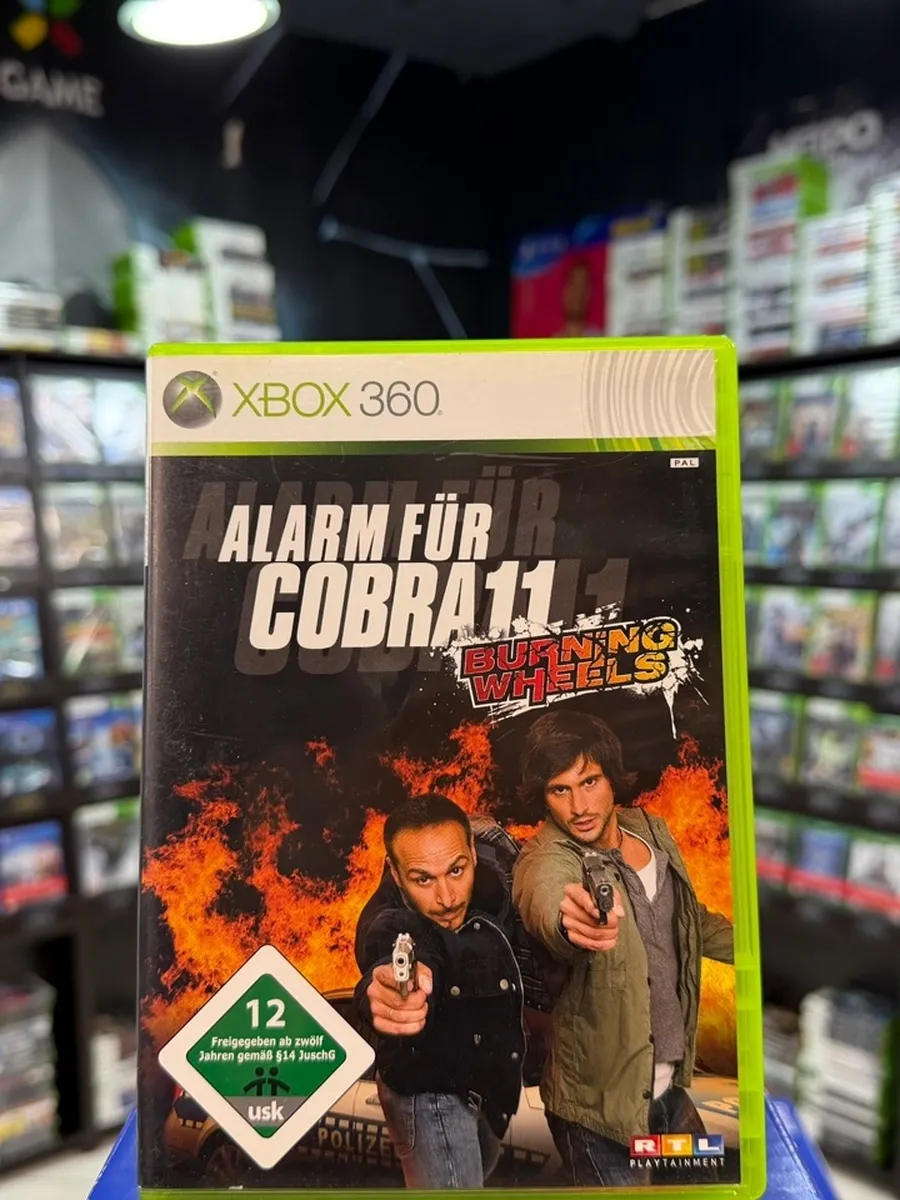 GAME
XBOX 360
PAL
ALARM FÜR
COBRA 11
BURNING
WHEELS
12
Freigegeben ab zwölf
Jahren gemäß §14 JuschG
usk
POLIZEI
RTL
PLAYTAINMENT